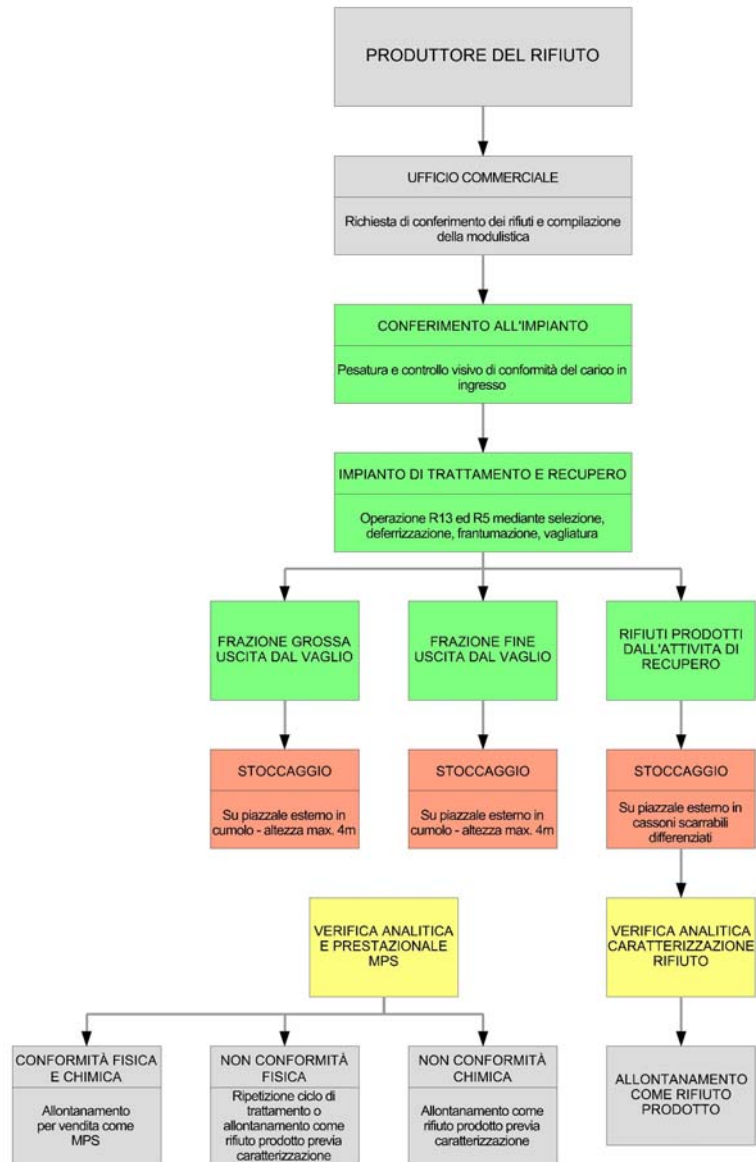 PRODUTTORE DEL RIFIUTO
UFFICIO COMMERCIALE
Richiesta di conferimento dei rifiuti e compilazione
della modulistica
CONFERIMENTO ALL'IMPIANTO
Pesatura e controllo visivo di conformità del carico in
ingresso
IMPIANTO DI TRATTAMENTO E RECUPERO
Operazione R13 ed R5 mediante selezione,
deferrizzazione, frantumazione, vagliatura
FRAZIONE GROSSA
USCITA DAL VAGLIO
FRAZIONE FINE
USCITA DAL VAGLIO
RIFIUTI PRODOTTI
DALL'ATTIVITA DI
RECUPERO
STOCCAGGIO
Su piazzale esterno in
cumolo - altezza max. 4m
STOCCAGGIO
Su piazzale esterno in
cumolo - altezza max. 4m
STOCCAGGIO
Su piazzale esterno in
cassoni scarrabili
differenziati
VERIFICA ANALITICA
E PRESTAZIONALE
MPS
VERIFICA ANALITICA
CARATTERIZZAZIONE
RIFIUTO
CONFORMITÀ FISICA
E CHIMICA
Allontanamento
per vendita come
MPS
NON CONFORMITÀ
FISICA
Ripetizione ciclo di
trattamento o
allontanamento come
rifiuto prodotto previa
caratterizzazione
NON CONFORMITÀ
CHIMICA
Allontanamento come
rifiuto prodotto previa
caratterizzazione
ALLONTANAMENTO
COME RIFIUTO
PRODOTTO